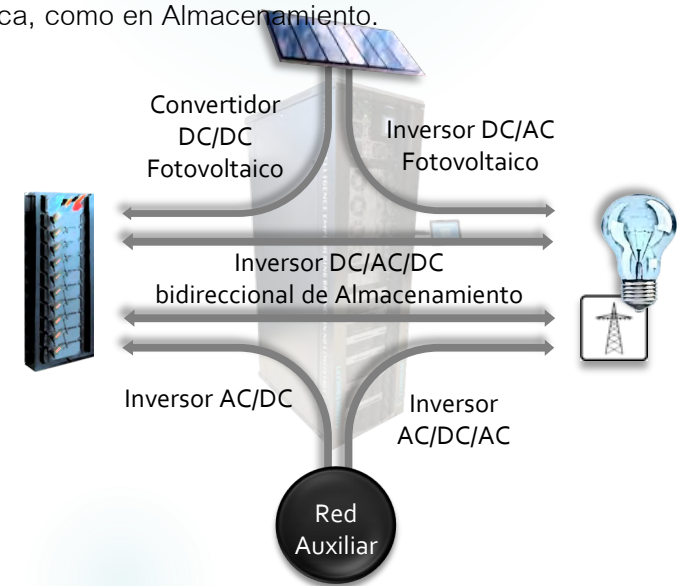 ca, como en Almacenamiento.
Convertidor
DC/DC
Fotovoltaico
Inversor DC/AC
Fotovoltaico
Inversor DC/AC/DC
bidireccional de Almacenamiento
Inversor AC/DC
Inversor
AC/DC/AC
Red
Auxiliar